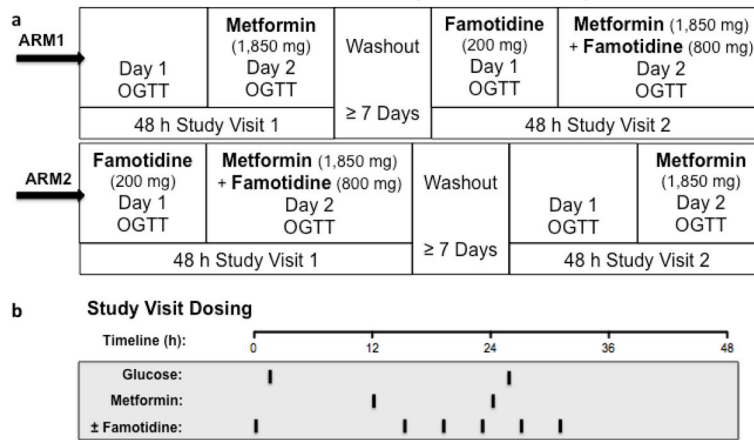 a
ARM1
Day 1
OGTT
Metformin
(1,850 mg)
Day 2
OGTT
Washout
≥ 7 Days
Famotidine
(200 mg)
Day 1
OGTT
Metformin (1,850 mg)
+ Famotidine (800 mg)
Day 2
OGTT
48 h Study Visit 1
48 h Study Visit 2
ARM2
Famotidine
(200 mg)
Day 1
OGTT
Metformin (1,850 mg)
+ Famotidine (800 mg)
Day 2
OGTT
Washout
≥ 7 Days
Day 1
OGTT
Metformin
(1,850 mg)
Day 2
OGTT
48 h Study Visit 1
48 h Study Visit 2
b
Study Visit Dosing
Timeline (h):
0 12 24 36 48
Glucose:
Metformin:
± Famotidine: